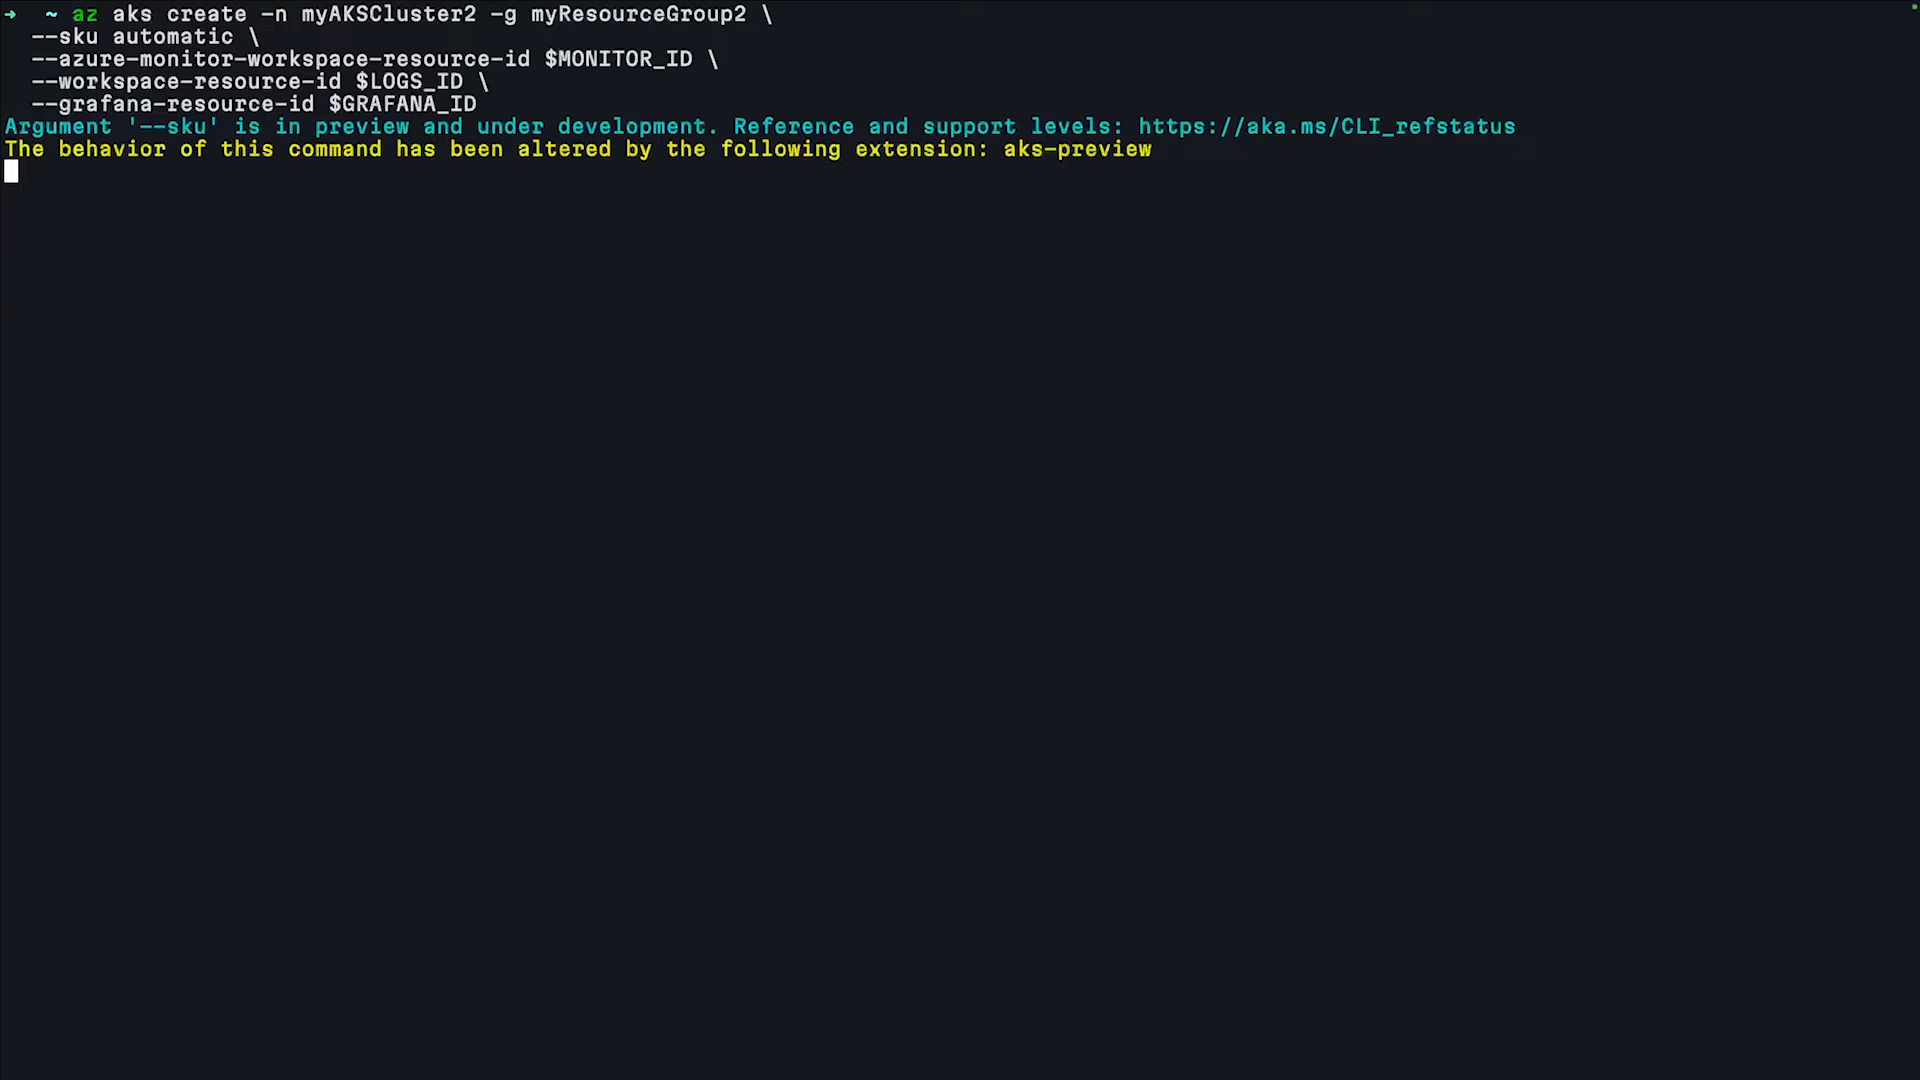 →  ~ az aks create -n myAKSCluster2 -g myResourceGroup2 \
  --sku automatic \
  --azure-monitor-workspace-resource-id $MONITOR_ID \
  --workspace-resource-id $LOGS_ID \
  --grafana-resource-id $GRAFANA_ID
Argument '--sku' is in preview and under development. Reference and support levels: https://aka.ms/CLI_refstatus
The behavior of this command has been altered by the following extension: aks-preview